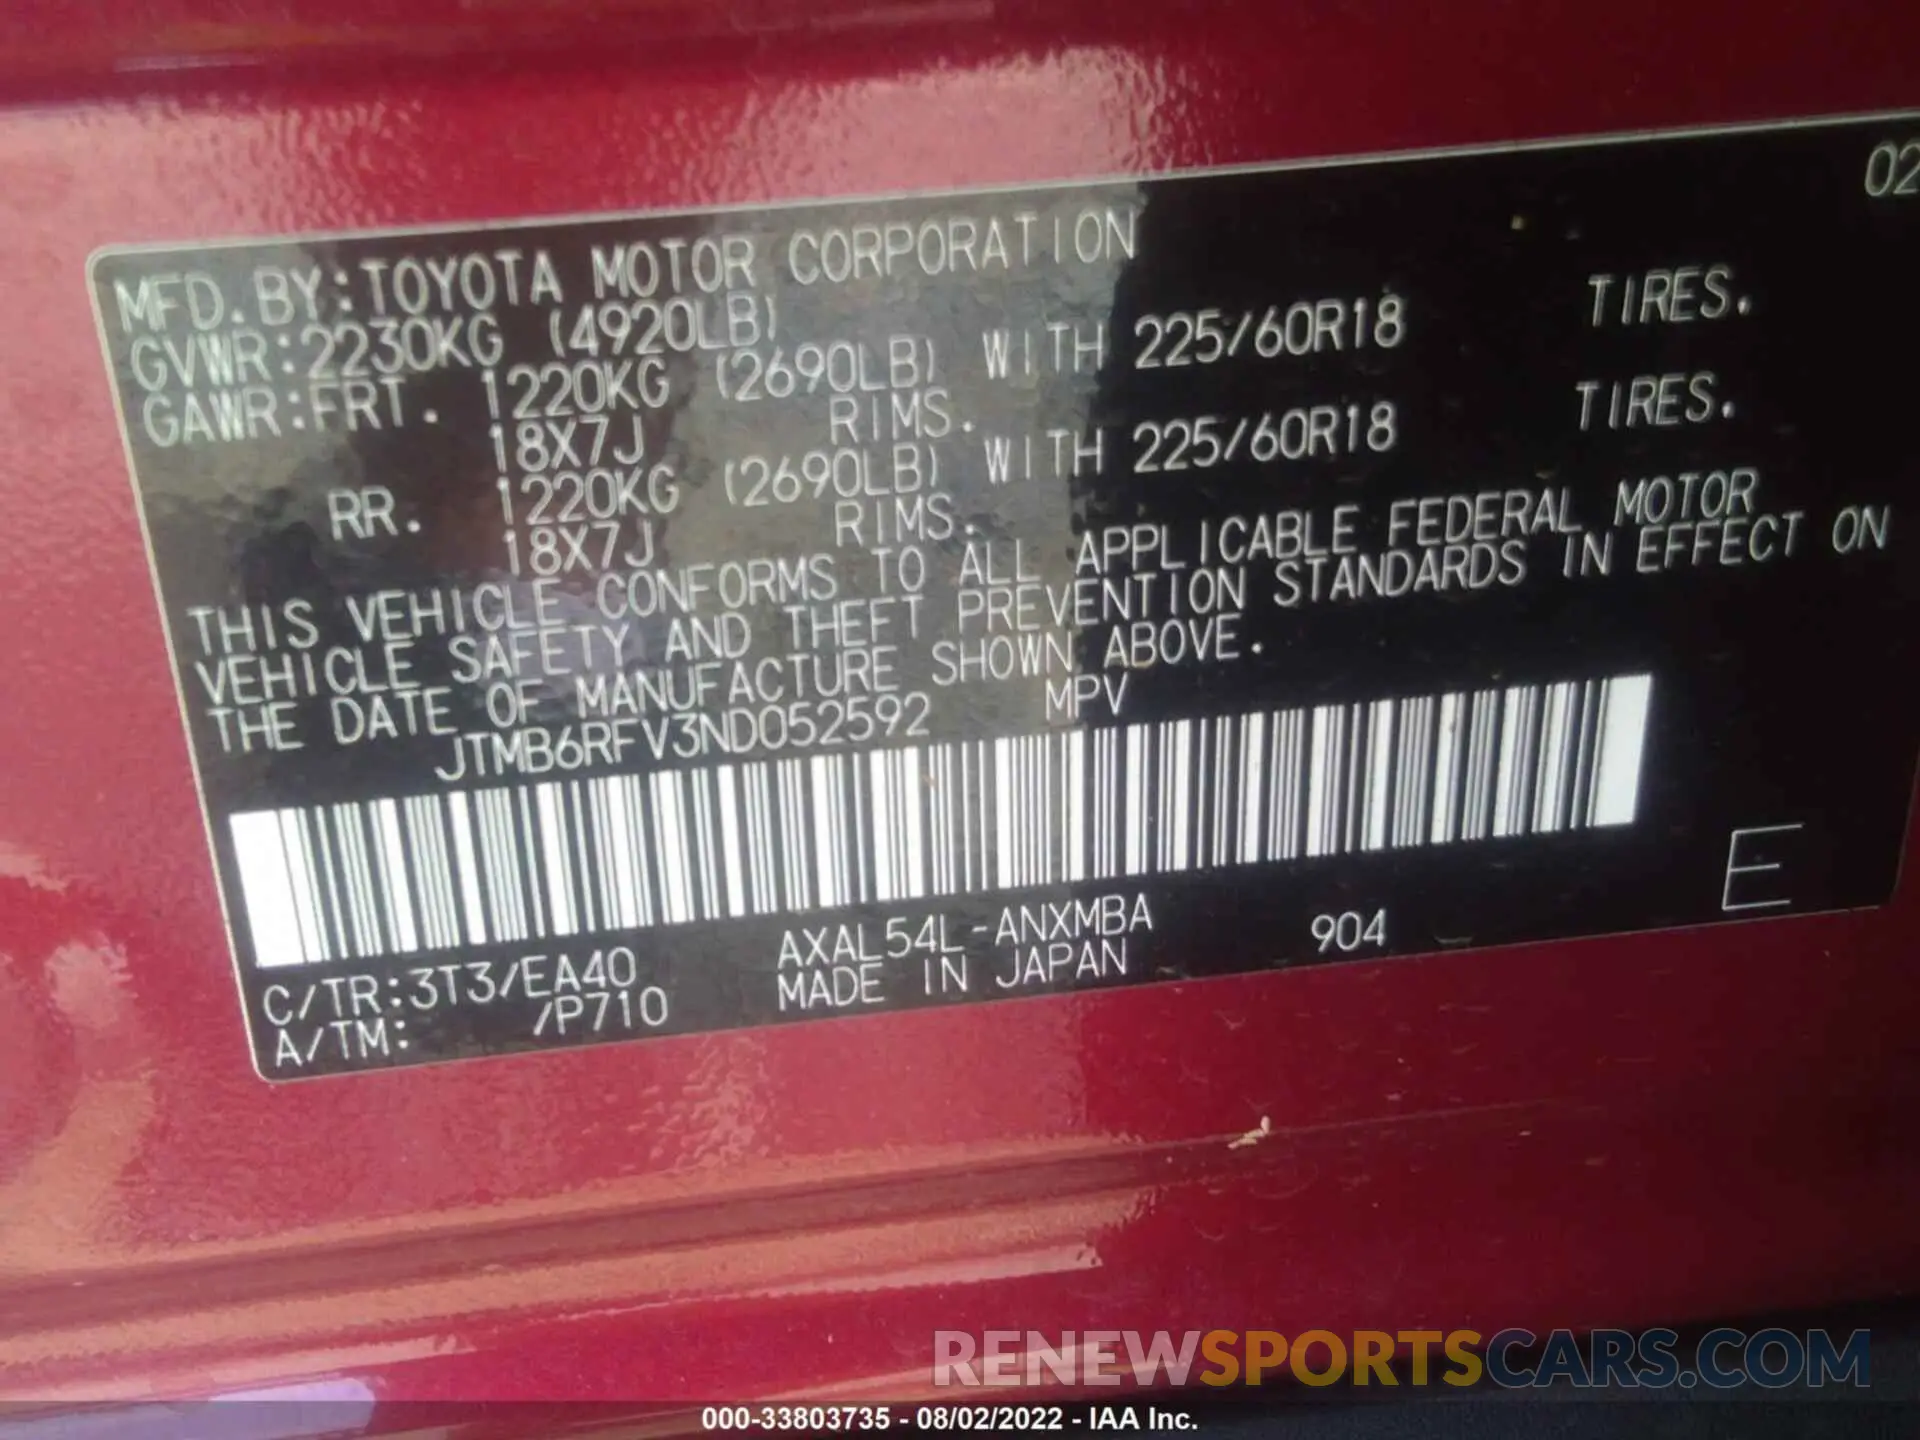 02
MFD. BY:TOYOTA MOTOR CORPORATION
GVWR:2230KG (4920LB)
GAWR:FRT. 1220KG (2690LB) WITH 225/60R18 TIRES.
18X7J RIMS.
RR. 1220KG (2690LB) WITH 225/60R18 TIRES.
18X7J RIMS.
THIS VEHICLE CONFORMS TO ALL APPLICABLE FEDERAL MOTOR
VEHICLE SAFETY AND THEFT PREVENTION STANDARDS IN EFFECT ON
THE DATE OF MANUFACTURE SHOWN ABOVE.
JTMB6RFV3ND052592 MPV
E
C/TR:3T3/EA40 AXAL54L-ANXMBA 904
A/TM: /P710 MADE IN JAPAN
RENEWSPORTSCARS.COM
000-33803735 - 08/02/2022 - IAA Inc.